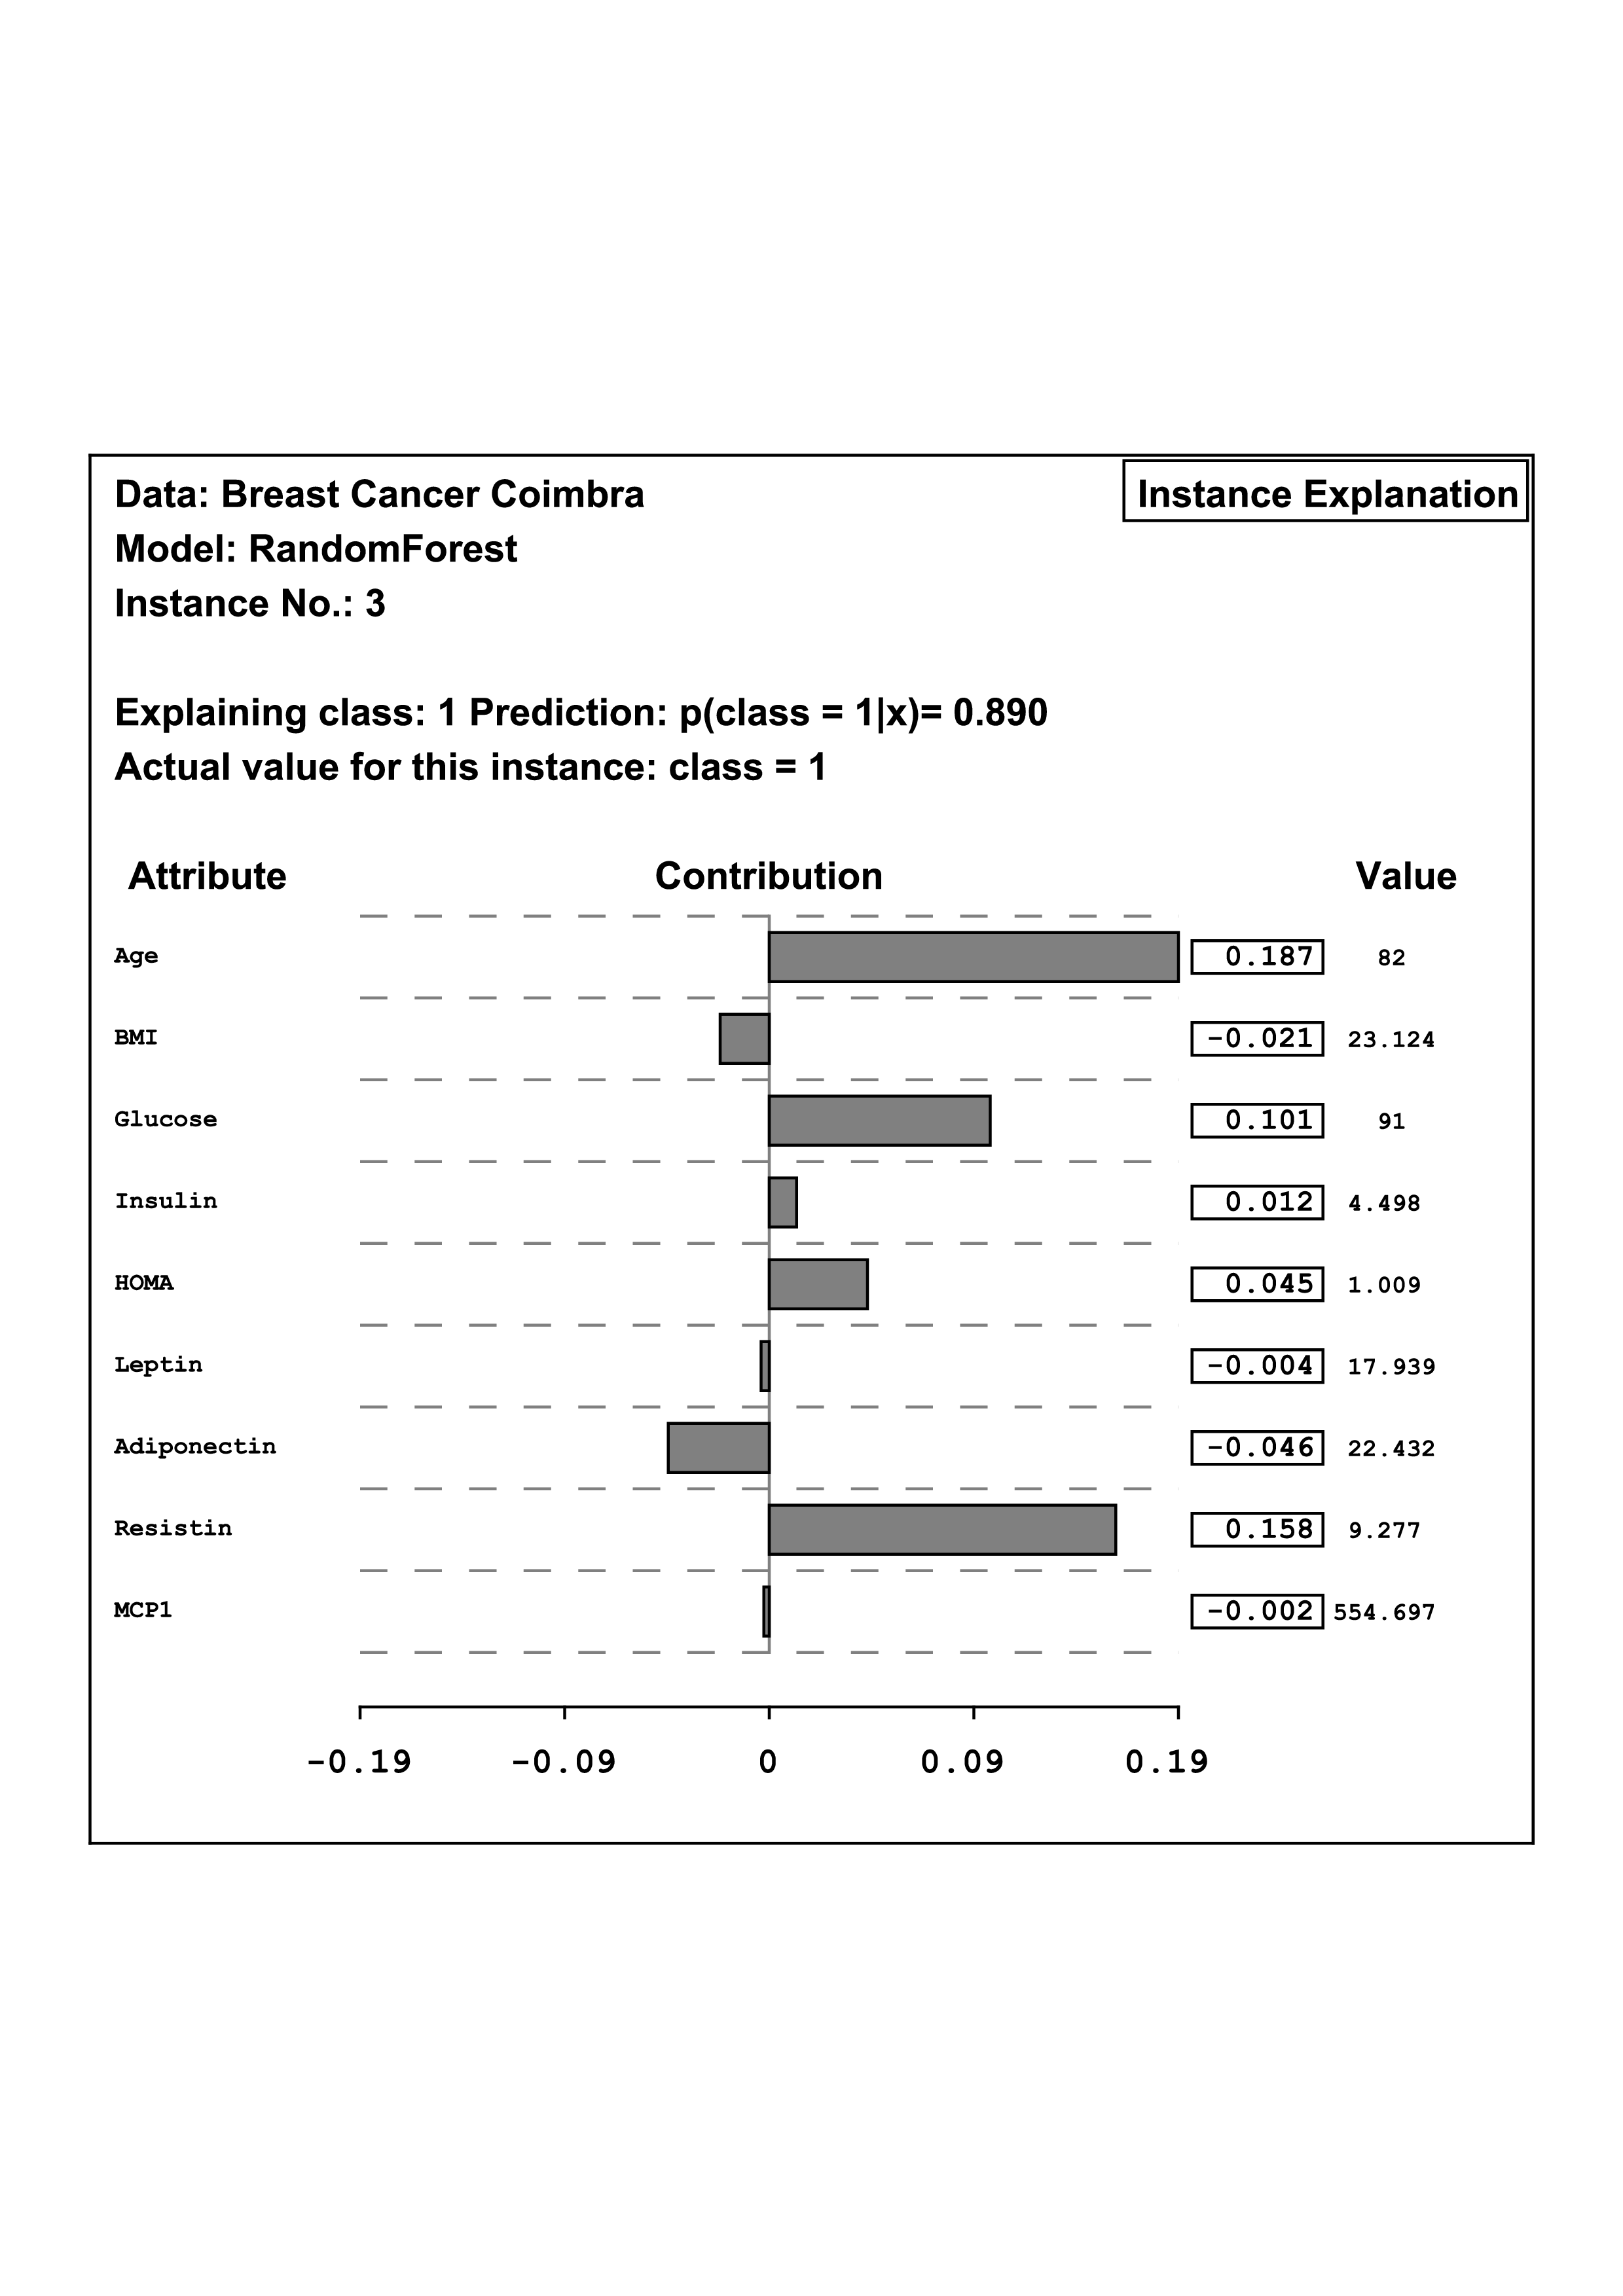 Data: Breast Cancer Coimbra
Instance Explanation
Model: RandomForest
Instance No.: 3
Explaining class: 1 Prediction: p(class = 1|x)= 0.890
Actual value for this instance: class = 1
Attribute Contribution Value
Age 0.187 82
BMI -0.021 23.124
Glucose 0.101 91
Insulin 0.012 4.498
HOMA 0.045 1.009
Leptin -0.004 17.939
Adiponectin -0.046 22.432
Resistin 0.158 9.277
MCP1 -0.002 554.697
-0.19 -0.09 0 0.09 0.19